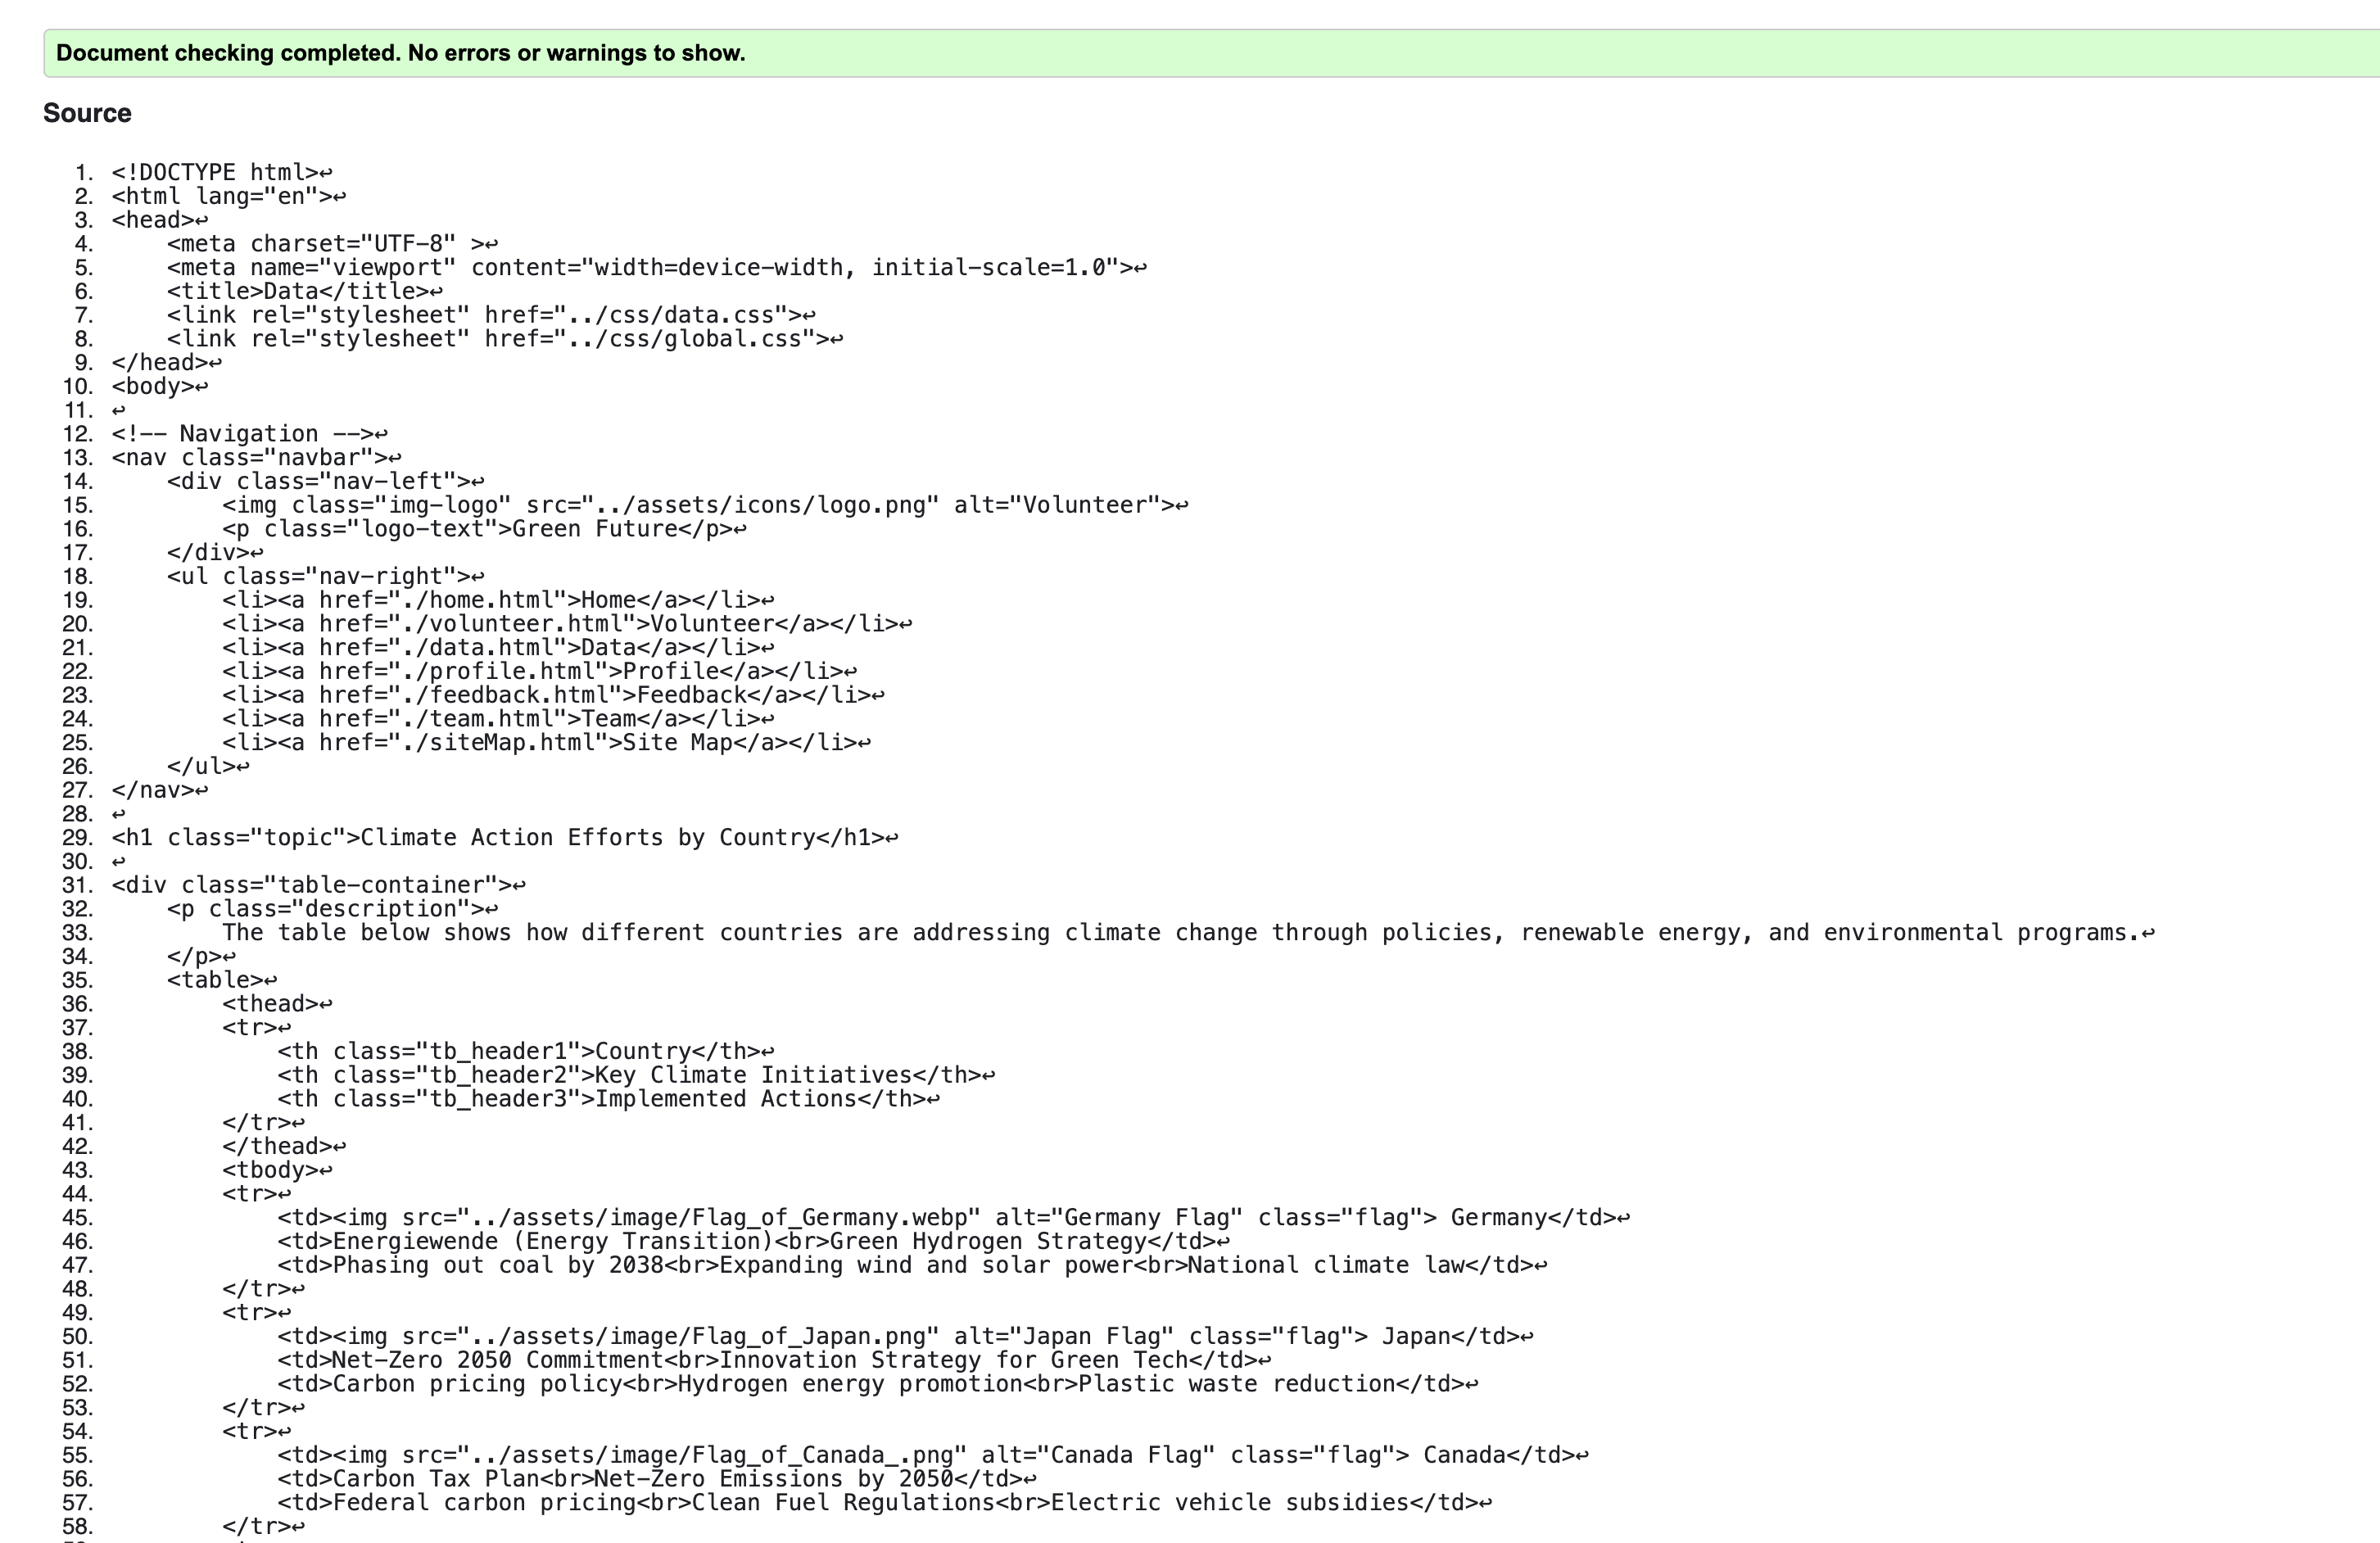 Document checking completed. No errors or warnings to show.
Source
1. <!DOCTYPE html>↩
2. <html lang="en">↩
3. <head>↩
4.     <meta charset="UTF-8" >↩
5.     <meta name="viewport" content="width=device-width, initial-scale=1.0">↩
6.     <title>Data</title>↩
7.     <link rel="stylesheet" href="../css/data.css">↩
8.     <link rel="stylesheet" href="../css/global.css">↩
9. </head>↩
10. <body>↩
11. ↩
12. <!-- Navigation -->↩
13. <nav class="navbar">↩
14.     <div class="nav-left">↩
15.         <img class="img-logo" src="../assets/icons/logo.png" alt="Volunteer">↩
16.         <p class="logo-text">Green Future</p>↩
17.     </div>↩
18.     <ul class="nav-right">↩
19.         <li><a href="./home.html">Home</a></li>↩
20.         <li><a href="./volunteer.html">Volunteer</a></li>↩
21.         <li><a href="./data.html">Data</a></li>↩
22.         <li><a href="./profile.html">Profile</a></li>↩
23.         <li><a href="./feedback.html">Feedback</a></li>↩
24.         <li><a href="./team.html">Team</a></li>↩
25.         <li><a href="./siteMap.html">Site Map</a></li>↩
26.     </ul>↩
27. </nav>↩
28. ↩
29. <h1 class="topic">Climate Action Efforts by Country</h1>↩
30. ↩
31. <div class="table-container">↩
32.     <p class="description">↩
33.         The table below shows how different countries are addressing climate change through policies, renewable energy, and environmental programs.↩
34.     </p>↩
35.     <table>↩
36.         <thead>↩
37.         <tr>↩
38.             <th class="tb_header1">Country</th>↩
39.             <th class="tb_header2">Key Climate Initiatives</th>↩
40.             <th class="tb_header3">Implemented Actions</th>↩
41.         </tr>↩
42.         </thead>↩
43.         <tbody>↩
44.         <tr>↩
45.             <td><img src="../assets/image/Flag_of_Germany.webp" alt="Germany Flag" class="flag"> Germany</td>↩
46.             <td>Energiewende (Energy Transition)<br>Green Hydrogen Strategy</td>↩
47.             <td>Phasing out coal by 2038<br>Expanding wind and solar power<br>National climate law</td>↩
48.         </tr>↩
49.         <tr>↩
50.             <td><img src="../assets/image/Flag_of_Japan.png" alt="Japan Flag" class="flag"> Japan</td>↩
51.             <td>Net-Zero 2050 Commitment<br>Innovation Strategy for Green Tech</td>↩
52.             <td>Carbon pricing policy<br>Hydrogen energy promotion<br>Plastic waste reduction</td>↩
53.         </tr>↩
54.         <tr>↩
55.             <td><img src="../assets/image/Flag_of_Canada_.png" alt="Canada Flag" class="flag"> Canada</td>↩
56.             <td>Carbon Tax Plan<br>Net-Zero Emissions by 2050</td>↩
57.             <td>Federal carbon pricing<br>Clean Fuel Regulations<br>Electric vehicle subsidies</td>↩
58.         </tr>↩